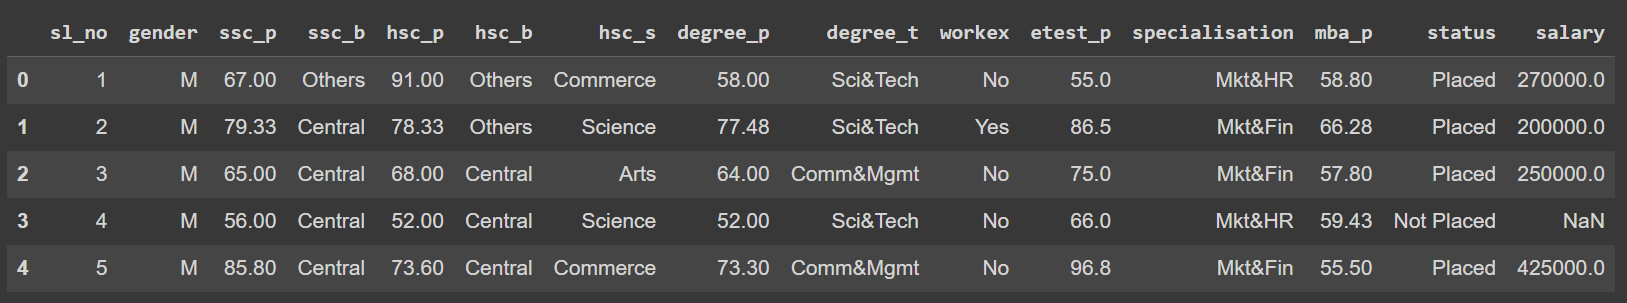 sl_no gender ssc_p ssc_b hsc_p hsc_b hsc_s degree_p degree_t workex etest_p specialisation mba_p status salary
0 1 M 67.00 Others 91.00 Others Commerce 58.00 Sci&Tech No 55.0 Mkt&HR 58.80 Placed 270000.0
1 2 M 79.33 Central 78.33 Others Science 77.48 Sci&Tech Yes 86.5 Mkt&Fin 66.28 Placed 200000.0
2 3 M 65.00 Central 68.00 Central Arts 64.00 Comm&Mgmt No 75.0 Mkt&Fin 57.80 Placed 250000.0
3 4 M 56.00 Central 52.00 Central Science 52.00 Sci&Tech No 66.0 Mkt&HR 59.43 Not Placed NaN
4 5 M 85.80 Central 73.60 Central Commerce 73.30 Comm&Mgmt No 96.8 Mkt&Fin 55.50 Placed 425000.0